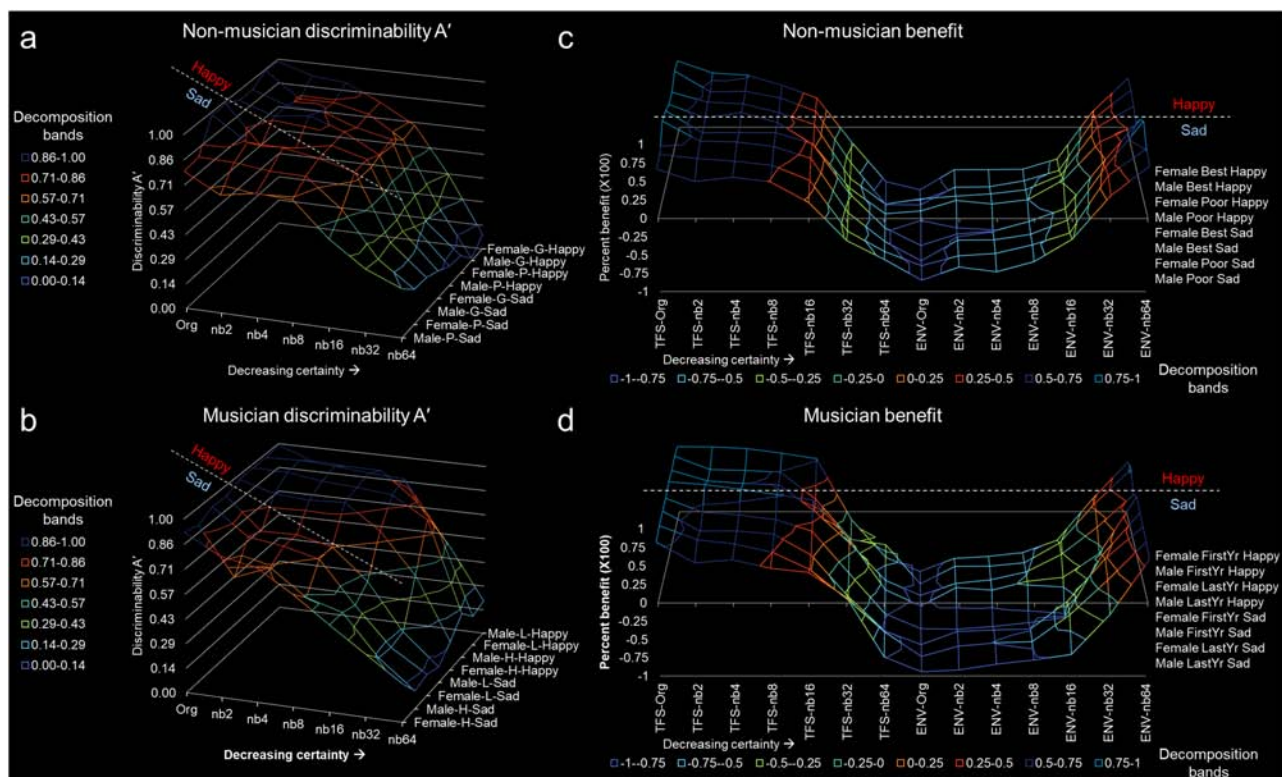 a
Non-musician discriminability A′
Happy
Sad
Decomposition
bands
0.86-1.00
0.71-0.86
0.57-0.71
0.43-0.57
0.29-0.43
0.14-0.29
0.00-0.14
Discriminability A′
1.00
0.86
0.71
0.57
0.43
0.29
0.14
0.00
Org
nb2
nb4
nb8
nb16
nb32
nb64
Decreasing certainty →
Female-G-Happy
Male-G-Happy
Female-P-Happy
Male-P-Happy
Female-G-Sad
Male-G-Sad
Female-P-Sad
Male-P-Sad
c
Non-musician benefit
Happy
Sad
Percent benefit (X100)
1
0.75
0.5
0.25
0
-0.25
-0.5
-0.75
-1
Female Best Happy
Male Best Happy
Female Poor Happy
Male Poor Happy
Female Best Sad
Male Best Sad
Female Poor Sad
Male Poor Sad
TFS-Org
TFS-nb2
TFS-nb4
TFS-nb8
TFS-nb16
TFS-nb32
TFS-nb64
ENV-Org
ENV-nb2
ENV-nb4
ENV-nb8
ENV-nb16
ENV-nb32
ENV-nb64
Decreasing certainty →
-1--0.75 -0.75--0.5 -0.5--0.25 -0.25-0 0-0.25 0.25-0.5 0.5-0.75 0.75-1
Decomposition
bands
b
Musician discriminability A′
Happy
Sad
Decomposition
bands
0.86-1.00
0.71-0.86
0.57-0.71
0.43-0.57
0.29-0.43
0.14-0.29
0.00-0.14
Discriminability A′
1.00
0.86
0.71
0.57
0.43
0.29
0.14
0.00
Org
nb2
nb4
nb8
nb16
nb32
nb64
Decreasing certainty →
Male-L-Happy
Female-L-Happy
Male-H-Happy
Female-H-Happy
Male-L-Sad
Female-L-Sad
Male-H-Sad
Female-H-Sad
d
Musician benefit
Happy
Sad
Percent benefit (X100)
1
0.75
0.5
0.25
0
-0.25
-0.5
-0.75
-1
Female FirstYr Happy
Male FirstYr Happy
Female LastYr Happy
Male LastYr Happy
Female FirstYr Sad
Male FirstYr Sad
Female LastYr Sad
Male LastYr Sad
TFS-Org
TFS-nb2
TFS-nb4
TFS-nb8
TFS-nb16
TFS-nb32
TFS-nb64
ENV-Org
ENV-nb2
ENV-nb4
ENV-nb8
ENV-nb16
ENV-nb32
ENV-nb64
Decreasing certainty →
-1--0.75 -0.75--0.5 -0.5--0.25 -0.25-0 0-0.25 0.25-0.5 0.5-0.75 0.75-1
Decomposition
bands